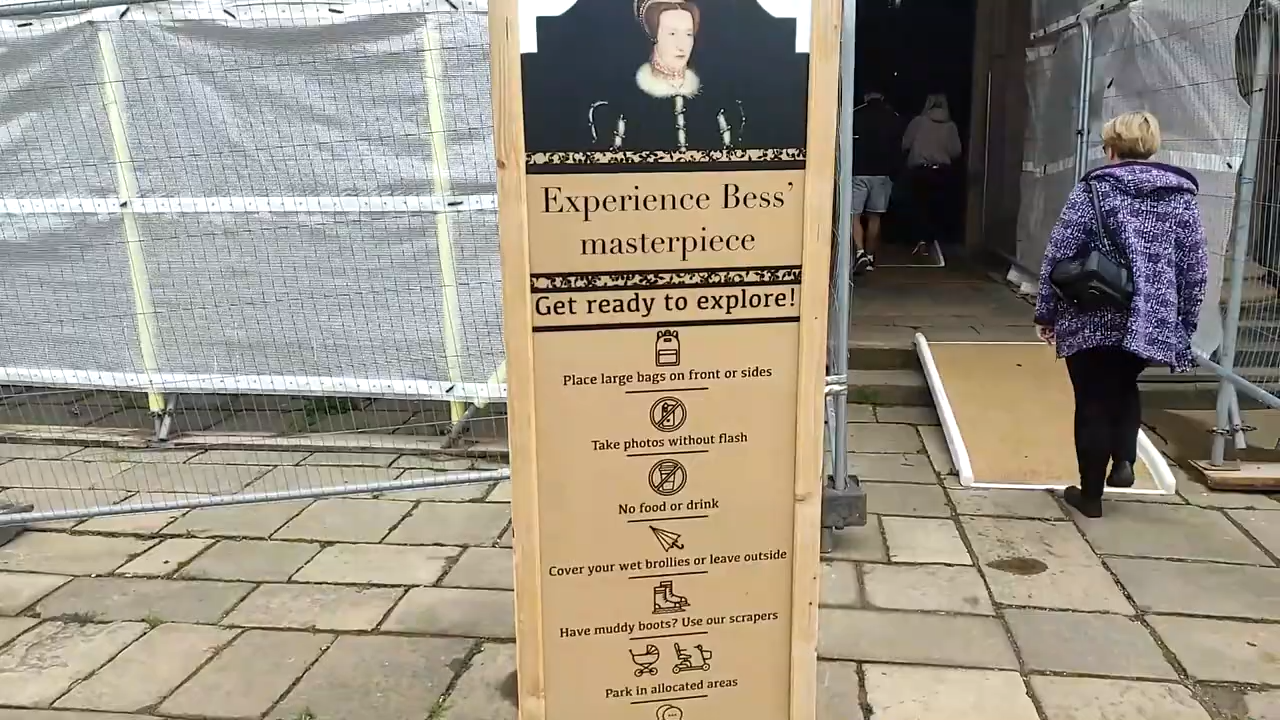 Experience Bess'
masterpiece
Get ready to explore!
Place large bags on front or sides
Take photos without flash
No food or drink
Cover your wet brollies or leave outside
Have muddy boots? Use our scrapers
Park in allocated areas